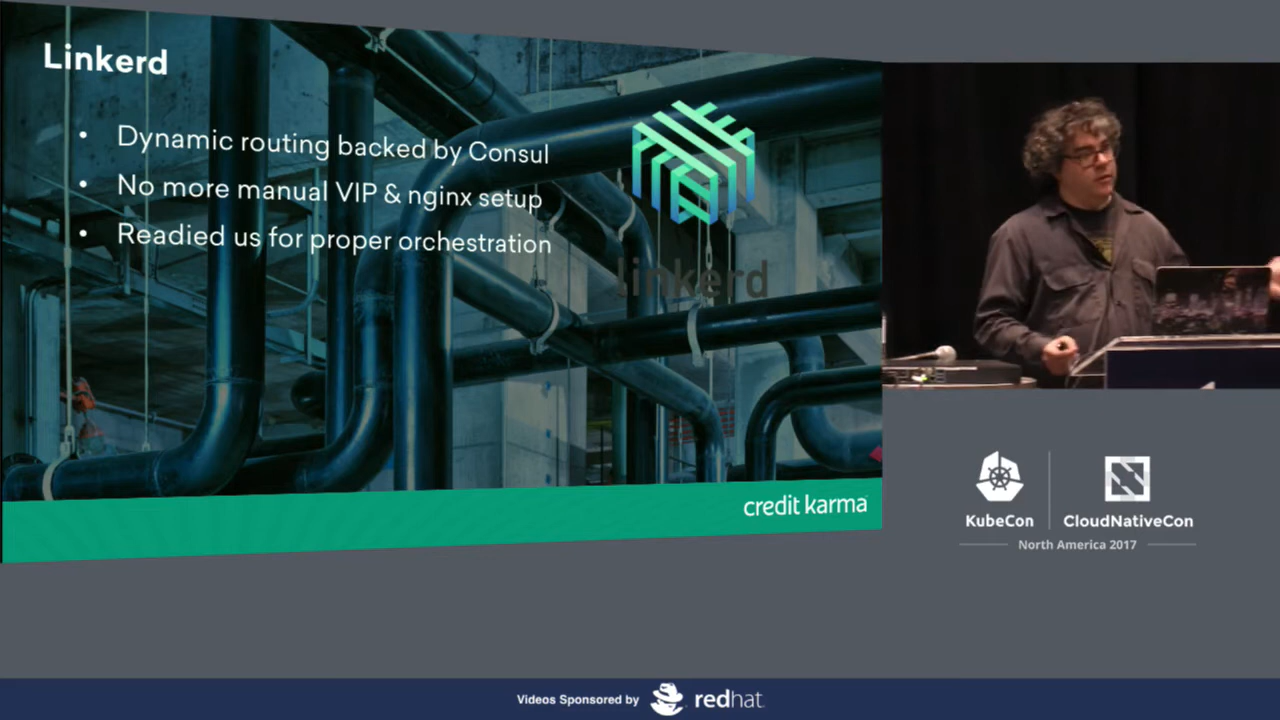 Linkerd
• Dynamic routing backed by Consul
• No more manual VIP & nginx setup
• Readied us for proper orchestration
linkerd
credit karma
KubeCon
CloudNativeCon
North America 2017
Videos Sponsored by redhat